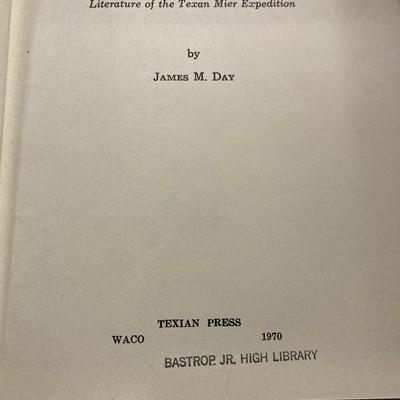 Literature of the Texan Mier Expedition
by
JAMES M. DAY
TEXIAN PRESS
WACO 1970
BASTROP JR. HIGH LIBRARY